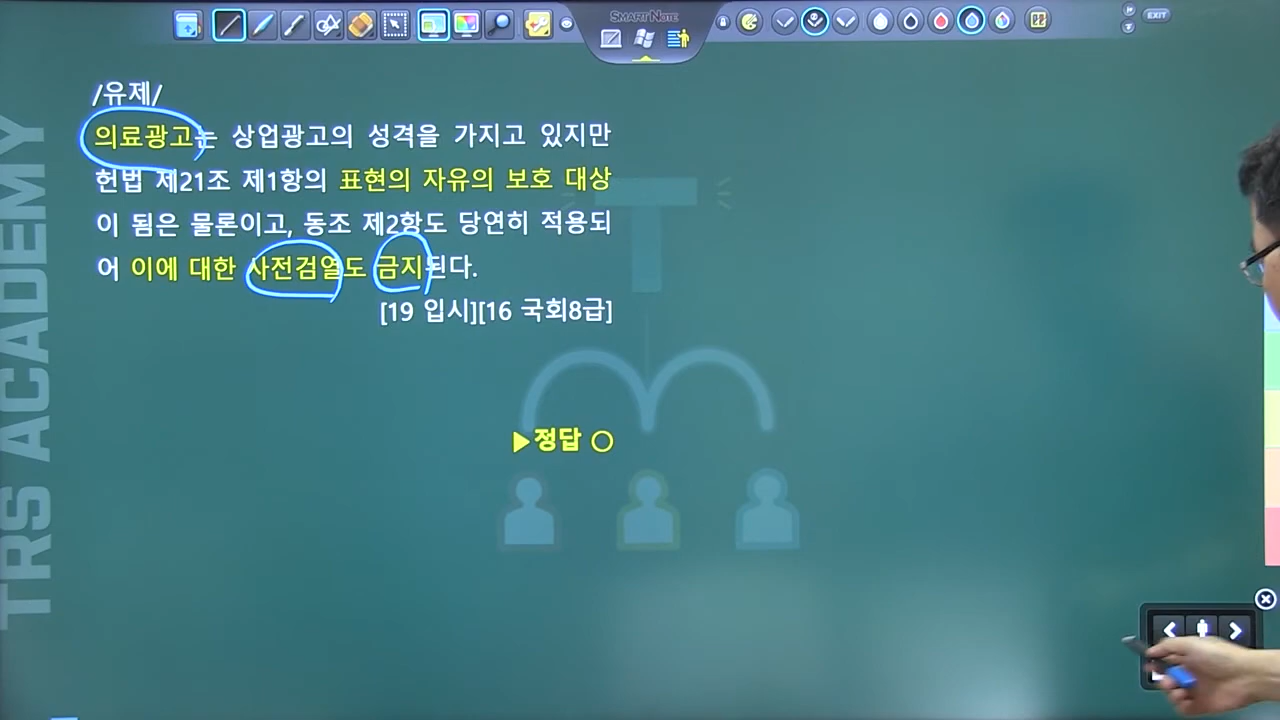 SMARTNOTE
EXIT
/유제/
의료광고는 상업광고의 성격을 가지고 있지만
헌법 제21조 제1항의 표현의 자유의 보호 대상
이 됨은 물론이고, 동조 제2항도 당연히 적용되
어 이에 대한 사전검열도 금지된다.
[19 입시][16 국회8급]
▶정답 ○
TRS ACADEMY